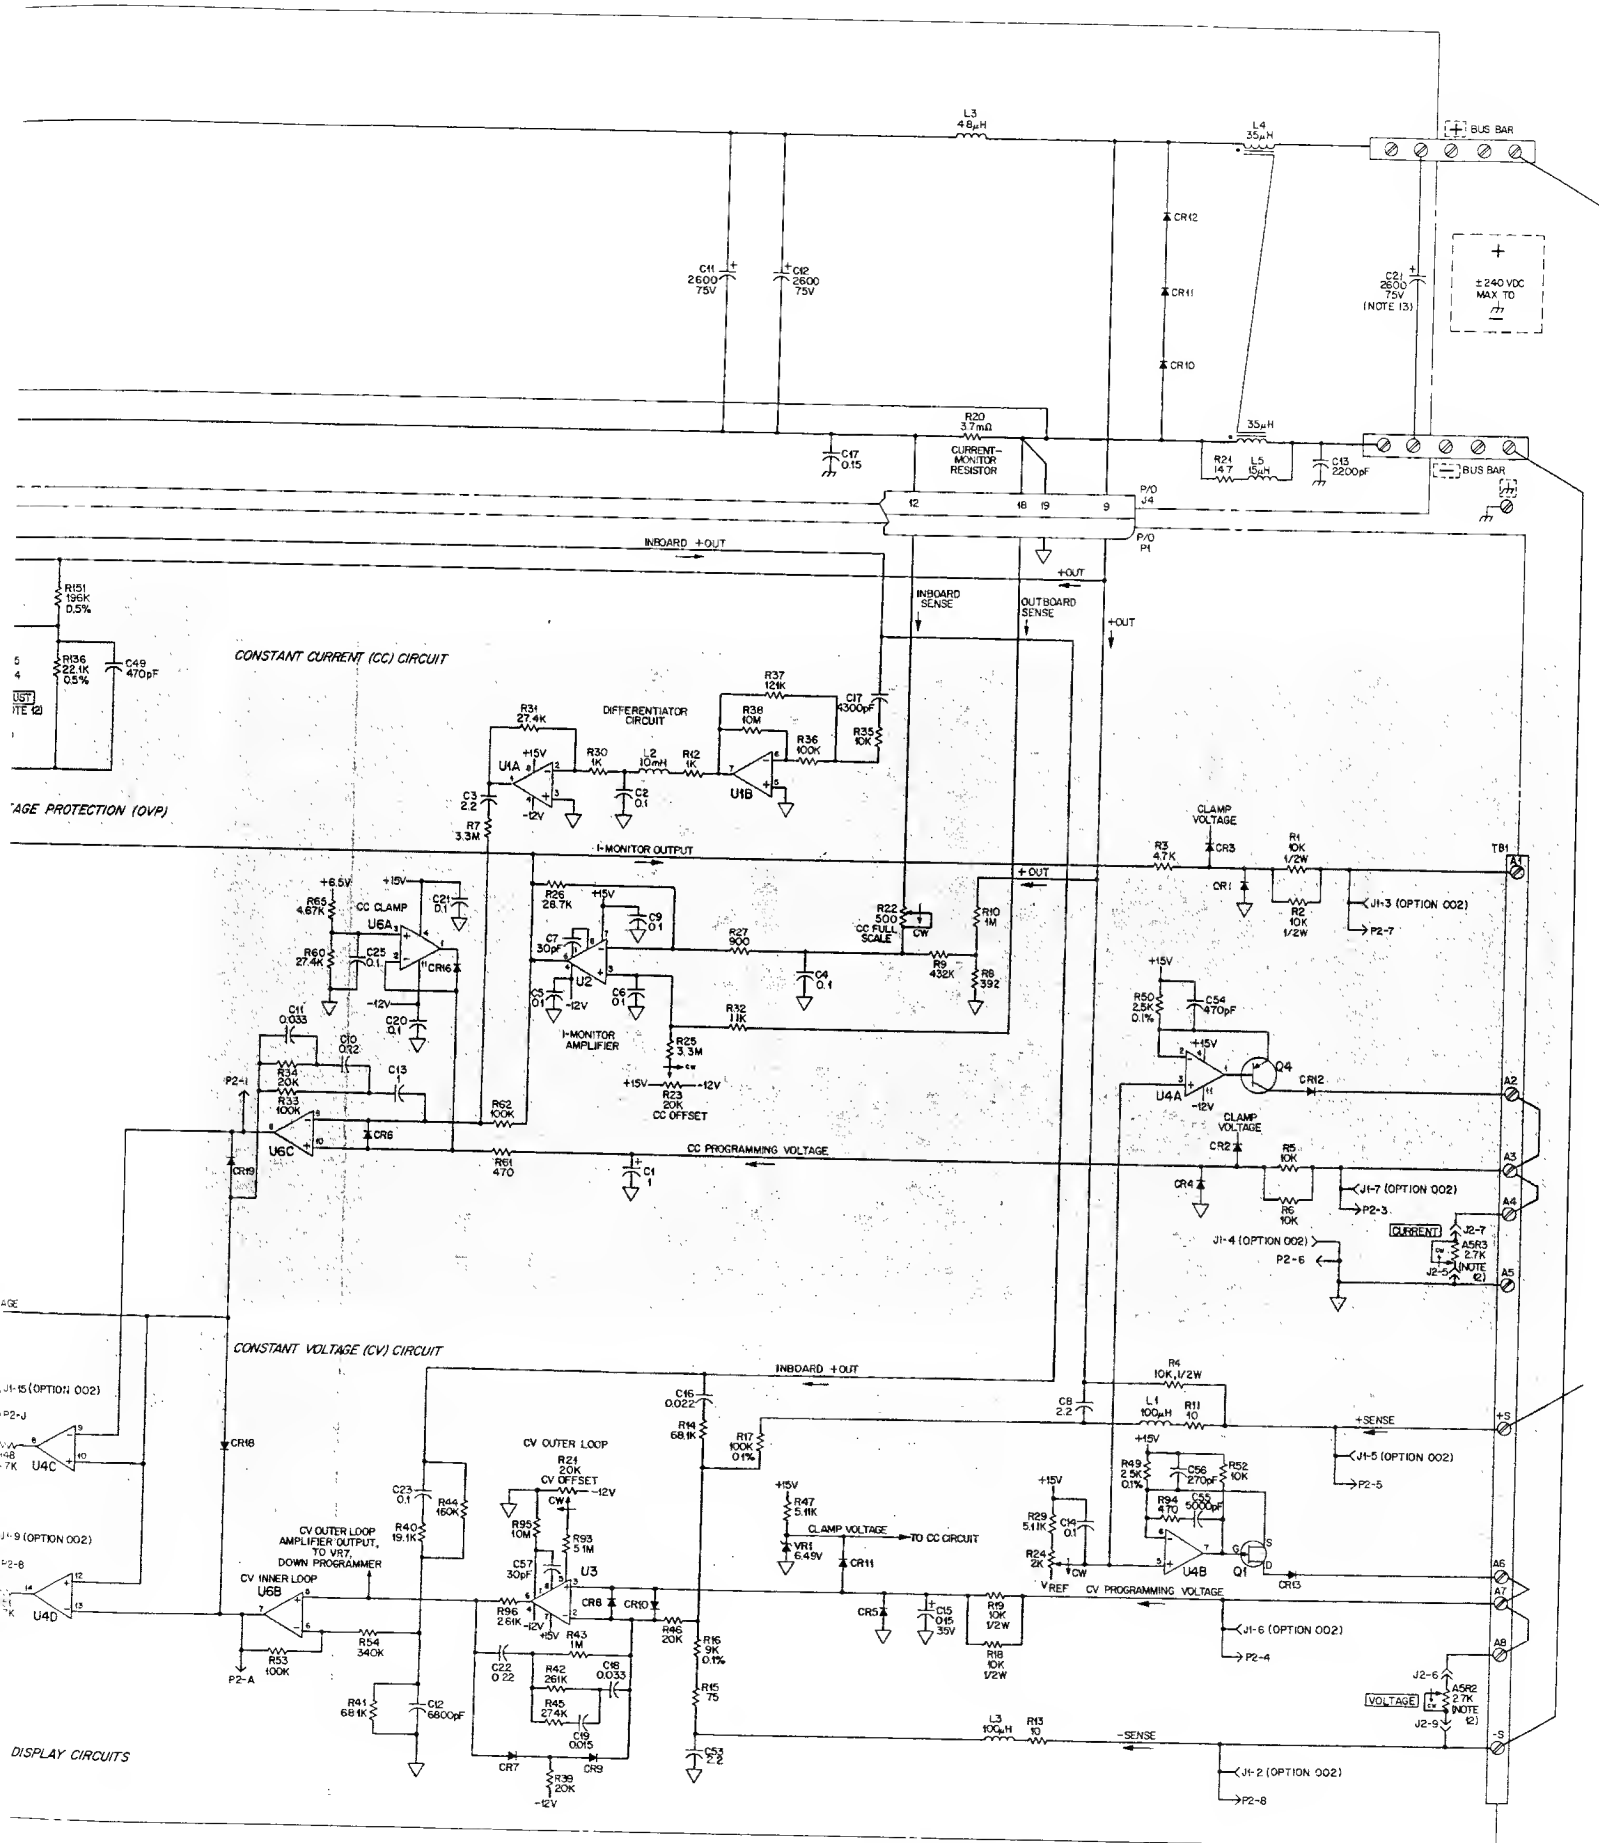 L3
48µH
L4
35µH
+ BUS BAR
CR12
C11
2600
75V
+
C12
2600
75V
+
CR11
C21
2600
75V
(NOTE 13)
+
+
±240 VDC
MAX TO
−
CR10
R20
3.7mΩ
CURRENT-
MONITOR
RESISTOR
C17
0.15
35µH
R21
14.7
L5
15µH
C13
2200pF
− BUS BAR
12
18
19
9
P/O
J4
P/O
P1
INBOARD +OUT
+OUT
INBOARD
SENSE
OUTBOARD
SENSE
+OUT
R151
196K
0.5%
R136
22.1K
0.5%
C49
470pF
5
4
UST
AGE PROTECTION (OVP)
CONSTANT CURRENT (CC) CIRCUIT
R31
27.4K
DIFFERENTIATOR
CIRCUIT
R37
121K
R38
10M
R36
100K
C17
4300pF
R35
10K
U1A
+15V
-12V
R30
1K
L2
10mH
R12
1K
C2
0.1
U1B
C3
2.2
R7
3.3M
I-MONITOR OUTPUT
R3
4.7K
CLAMP
VOLTAGE
CR3
CR1
R1
10K
1/2W
R2
10K
1/2W
TB1
A1
J1-3 (OPTION 002)
P2-7
+6.5V
R65
4.67K
CC CLAMP
U6A
+15V
C21
0.1
R60
27.4K
C25
0.1
CR16
-12V
C20
0.1
R26
28.7K
+15V
C9
0.1
C7
30pF
U2
C5
0.1
-12V
C6
0.1
I-MONITOR
AMPLIFIER
R27
900
C4
0.1
R22
500
CC FULL
SCALE
CW
+ OUT
R10
1M
R9
432K
R8
392
R32
1.1K
R25
3.3M
CW
+15V
-12V
R23
20K
CC OFFSET
C11
0.033
C10
0.22
R34
20K
R33
100K
C13
1
P2-1
U6C
CR6
CR19
R62
100K
R61
470
C1
1
CC PROGRAMMING VOLTAGE
+15V
R50
2.5K
0.1%
C54
470pF
+15V
U4A
-12V
Q4
CR12
A2
CLAMP
VOLTAGE
CR2
CR4
R5
10K
R6
10K
A3
J1-7 (OPTION 002)
P2-3
A4
CURRENT
J2-7
A5R3
2.7K
(NOTE
12)
CW
J2-5
J1-4 (OPTION 002)
P2-6
A5
AGE
CONSTANT VOLTAGE (CV) CIRCUIT
J1-15 (OPTION 002)
P2-J
U4C
CR18
J1-9 (OPTION 002)
P2-8
U4D
INBOARD +OUT
C16
0.022
R14
68.1K
R17
100K
0.1%
C8
2.2
R4
10K,1/2W
L1
100µH
R11
10
+SENSE
+S
J1-5 (OPTION 002)
P2-5
CV OUTER LOOP
R21
20K
CV OFFSET
CW
-12V
R95
10M
R93
5.1M
C23
0.1
R44
160K
R40
19.1K
CV OUTER LOOP
AMPLIFIER OUTPUT,
TO VR7,
DOWN PROGRAMMER
CV INNER LOOP
U6B
C57
30pF
U3
-12V
+15V
CR8
CR10
R96
2.61K
R46
20K
R53
100K
P2-A
R54
340K
R41
68.1K
C12
6800pF
C22
0.22
R43
1M
R42
261K
C18
0.033
R45
27.4K
C19
0.015
CR7
CR9
R39
20K
-12V
R16
9K
0.1%
R15
75
C53
2.2
+15V
R47
5.11K
CLAMP VOLTAGE
TO CC CIRCUIT
VR1
6.49V
CR11
+15V
R29
5.11K
C14
0.1
R24
2K
CW
VREF
+15V
R49
2.5K
0.1%
C56
270pF
R52
10K
R94
470
C55
5000pF
U4B
G
S
D
Q1
CR13
A6
CV PROGRAMMING VOLTAGE
A7
CR5
C15
0.15
35V
R19
10K
1/2W
R18
10K
1/2W
J1-6 (OPTION 002)
P2-4
A8
J2-6
VOLTAGE
CW
A5R2
2.7K
(NOTE
12)
J2-9
L3
100µH
R13
10
-SENSE
-S
J1-2 (OPTION 002)
P2-8
DISPLAY CIRCUITS